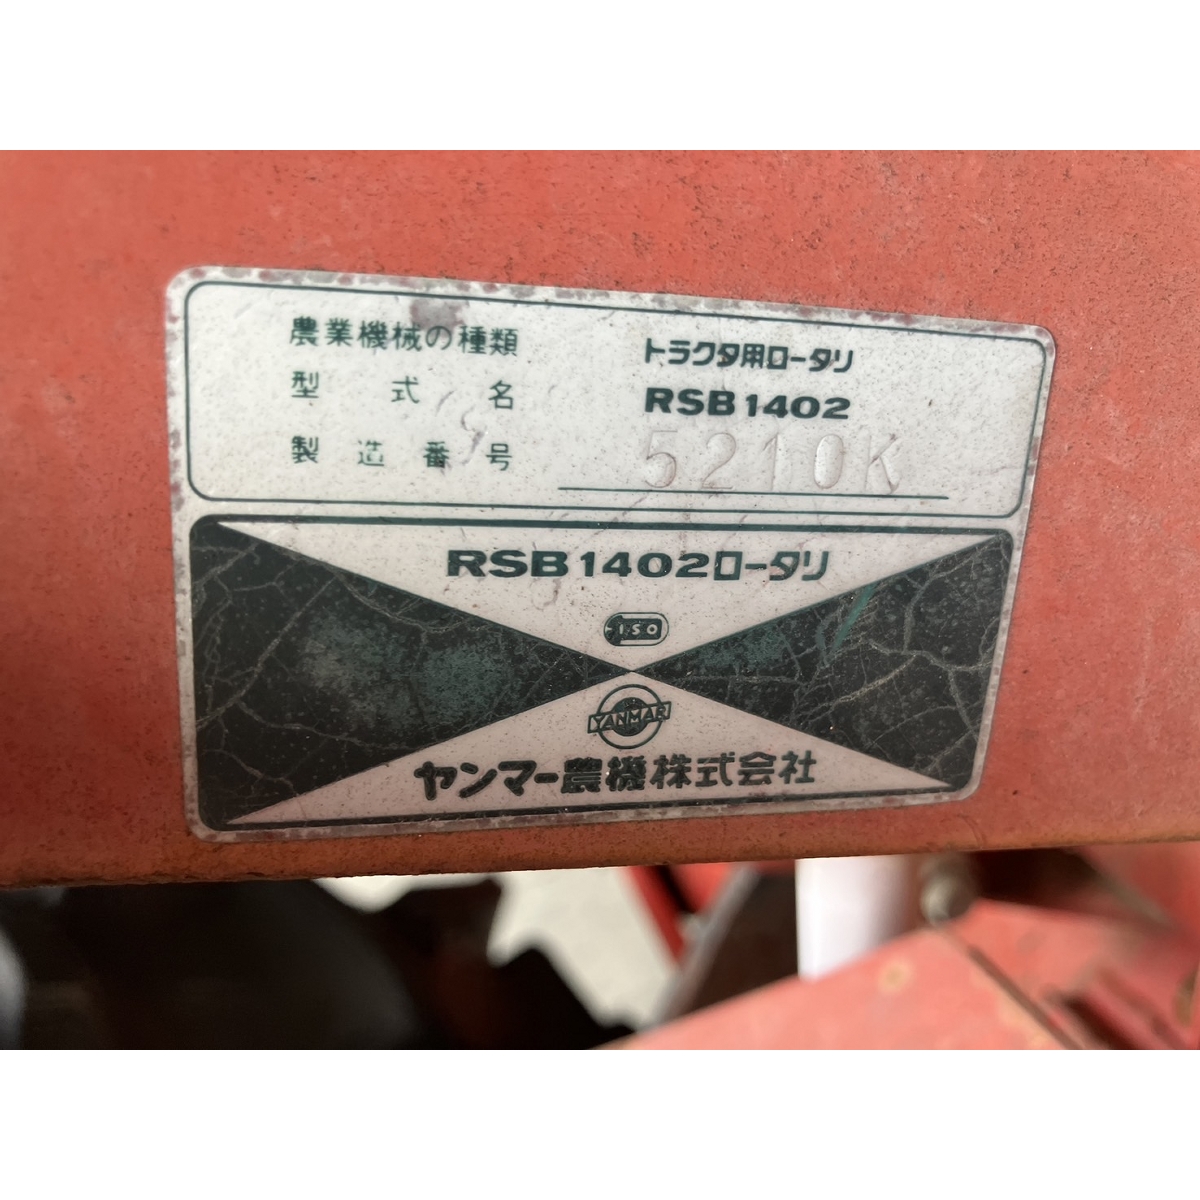 農業機械の種類 トラクタ用ロータリ
型式名 RSB1402
製造番号 5210K
RSB1402ロータリ
ISO
YANMAR
ヤンマー農機株式会社